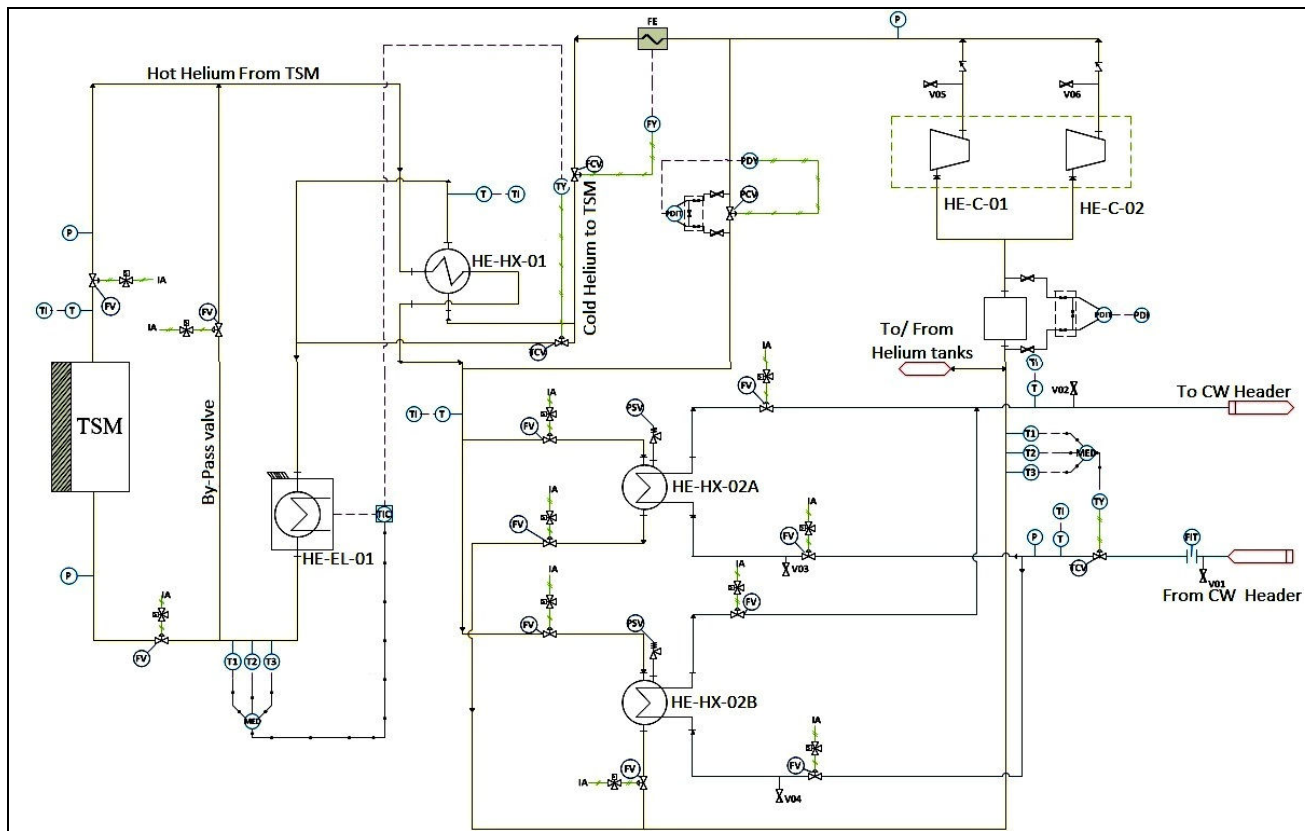 FE
P
Hot Helium From TSM
V05
V06
FY
FCV
TY
PDY
PCV
PDIT
T
TI
HE-C-01
HE-C-02
P
HE-HX-01
Cold Helium to TSM
IA
FV
TI
T
IA
FV
TCV
To/ From
Helium tanks
PDIT
PDI
TI
T
V02
IA
FV
To CW Header
TSM
By-Pass valve
TI
T
IA
FV
PSV
T1
T2
T3
MED
HE-HX-02A
TIC
HE-EL-01
IA
FV
IA
FV
V03
TY
TI
P
T
TCV
FIT
V01
From CW Header
P
IA
FV
IA
FV
IA
FV
PSV
T1
T2
T3
MED
HE-HX-02B
IA
FV
IA
FV
V04